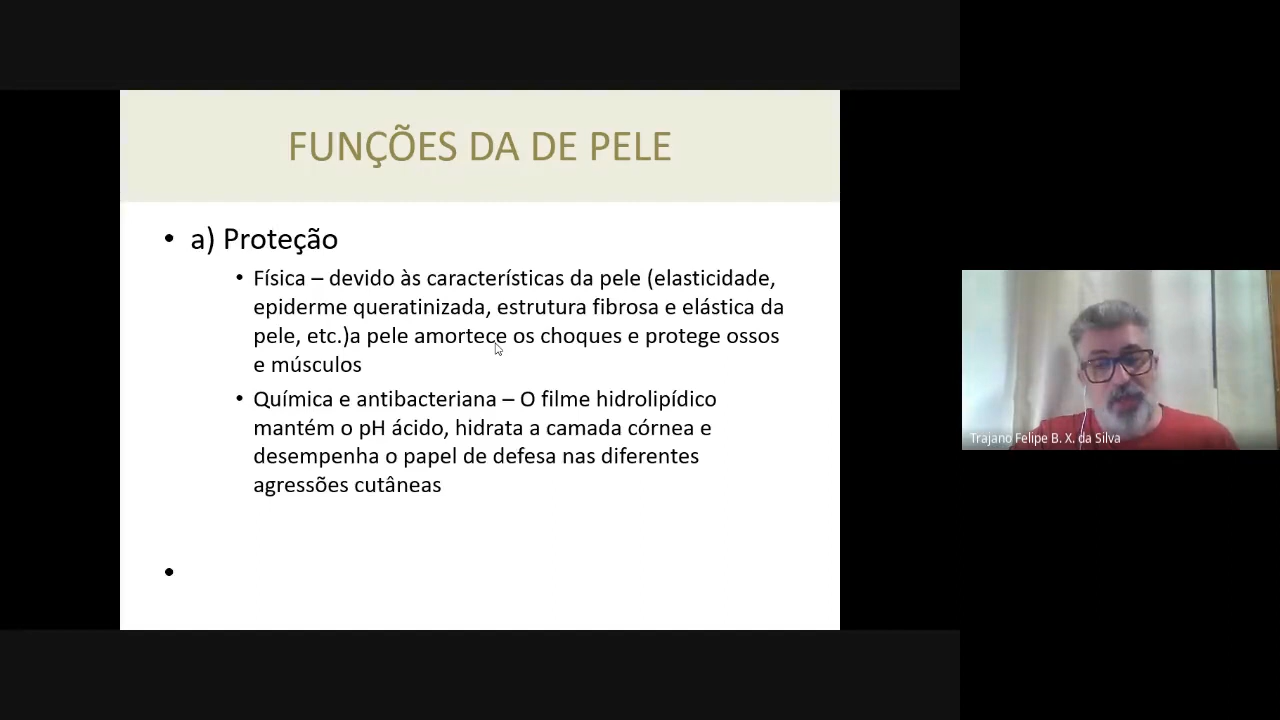 FUNÇÕES DA DE PELE
• a) Proteção
• Física – devido às características da pele (elasticidade,
epiderme queratinizada, estrutura fibrosa e elástica da
pele, etc.)a pele amortece os choques e protege ossos
e músculos
• Química e antibacteriana – O filme hidrolipídico
mantém o pH ácido, hidrata a camada córnea e
desempenha o papel de defesa nas diferentes
agressões cutâneas
•
Trajano Felipe B. X. da Silva